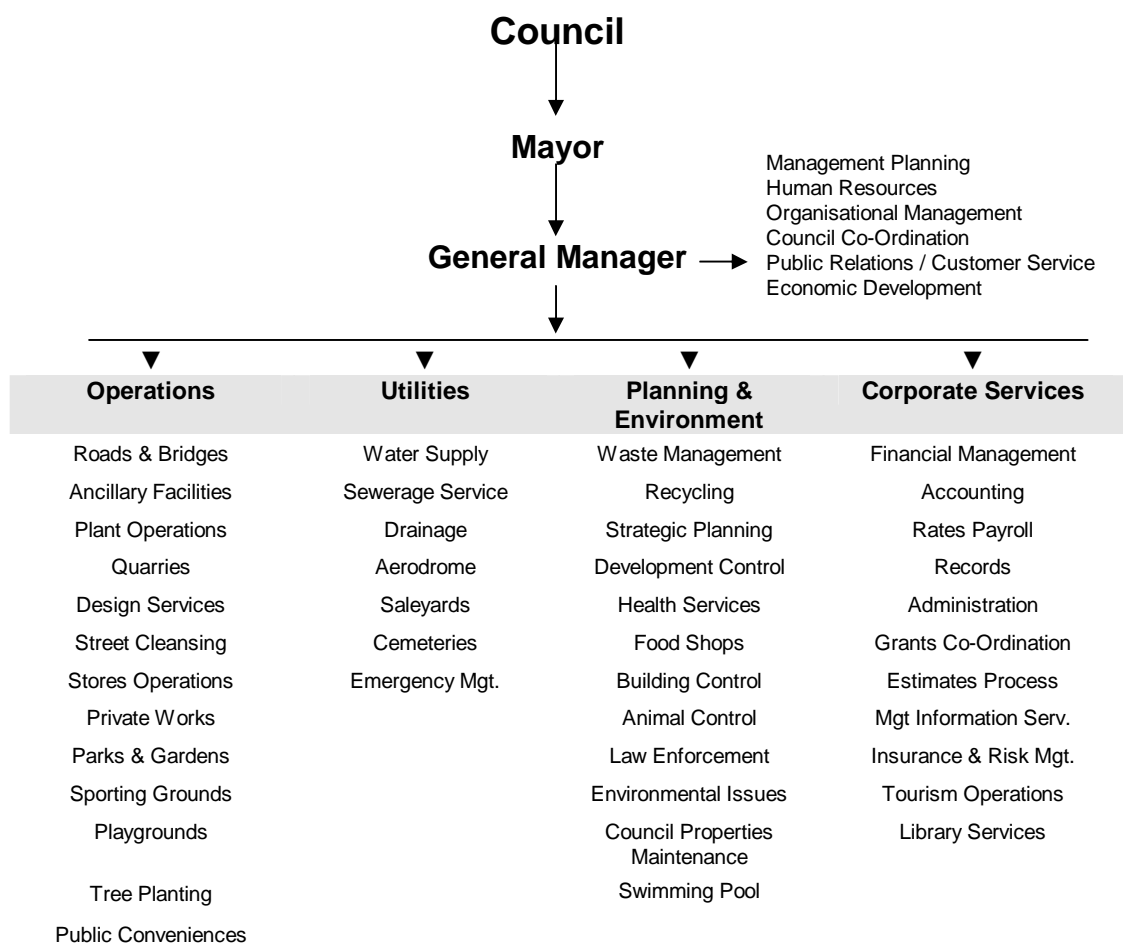 Council
Mayor
Management Planning
Human Resources
Organisational Management
Council Co-Ordination
General Manager
Public Relations / Customer Service
Economic Development
Operations
Utilities
Planning &
Environment
Corporate Services
Roads & Bridges
Water Supply
Waste Management
Financial Management
Ancillary Facilities
Sewerage Service
Recycling
Accounting
Plant Operations
Drainage
Strategic Planning
Rates Payroll
Quarries
Aerodrome
Development Control
Records
Design Services
Saleyards
Health Services
Administration
Street Cleansing
Cemeteries
Food Shops
Grants Co-Ordination
Stores Operations
Emergency Mgt.
Building Control
Estimates Process
Private Works
Animal Control
Mgt Information Serv.
Parks & Gardens
Law Enforcement
Insurance & Risk Mgt.
Sporting Grounds
Environmental Issues
Tourism Operations
Playgrounds
Council Properties
Maintenance
Library Services
Tree Planting
Swimming Pool
Public Conveniences